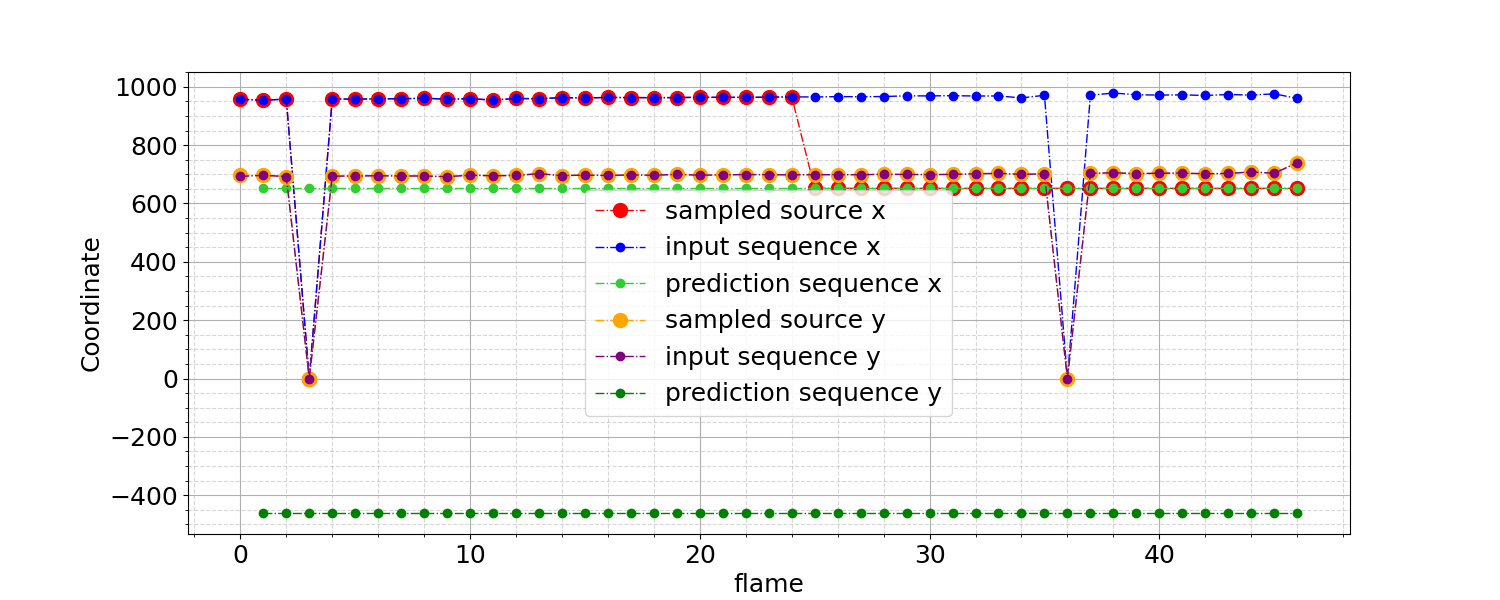 1000
800
600
400
200
0
−200
−400
Coordinate
sampled source x
input sequence x
prediction sequence x
sampled source y
input sequence y
prediction sequence y
0 10 20 30 40
flame